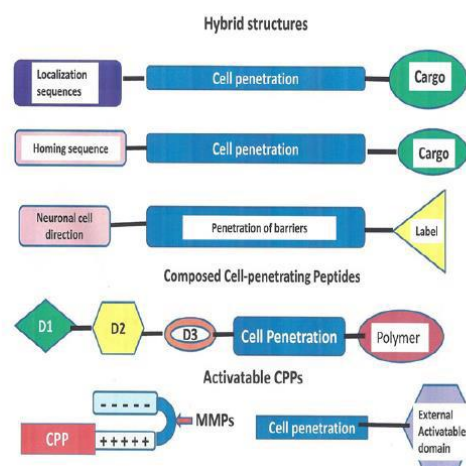 Hybrid structures
Localization
sequences
Cell penetration
Cargo
Homing sequence
Cell penetration
Cargo
Neuronal cell
direction
Penetration of barriers
Label
Composed Cell-penetrating Peptides
D1
D2
D3
Cell Penetration
Polymer
Activatable CPPs
- - - - -
MMPs
CPP
+ + + + +
Cell penetration
External
Activatable
domain